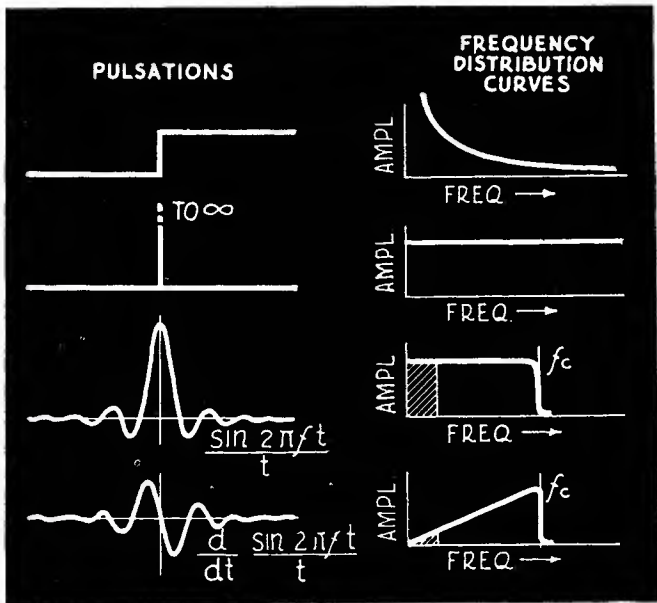 PULSATIONS
FREQUENCY
DISTRIBUTION
CURVES
AMPL
FREQ →
TO ∞
AMPL
FREQ. →
sin 2πft
t
AMPL
fc
FREQ →
d
dt
sin 2πft
t
AMPL
fc
FREQ →